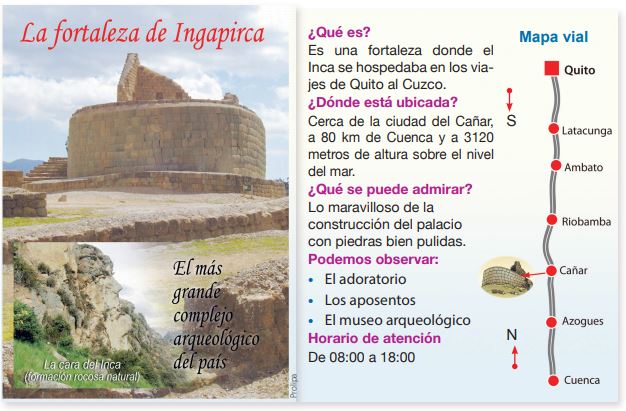 La fortaleza de Ingapirca
El más
grande
complejo
arqueológico
del país
La cara del Inca
(formación rocosa natural)
Prolipa
¿Qué es?
Es una fortaleza donde el
Inca se hospedaba en los via-
jes de Quito al Cuzco.
¿Dónde está ubicada?
Cerca de la ciudad del Cañar,
a 80 km de Cuenca y a 3120
metros de altura sobre el nivel
del mar.
¿Qué se puede admirar?
Lo maravilloso de la
construcción del palacio
con piedras bien pulidas.
Podemos observar:
• El adoratorio
• Los aposentos
• El museo arqueológico
Horario de atención
De 08:00 a 18:00
Mapa vial
Quito
S
Latacunga
Ambato
Riobamba
Cañar
Azogues
N
Cuenca